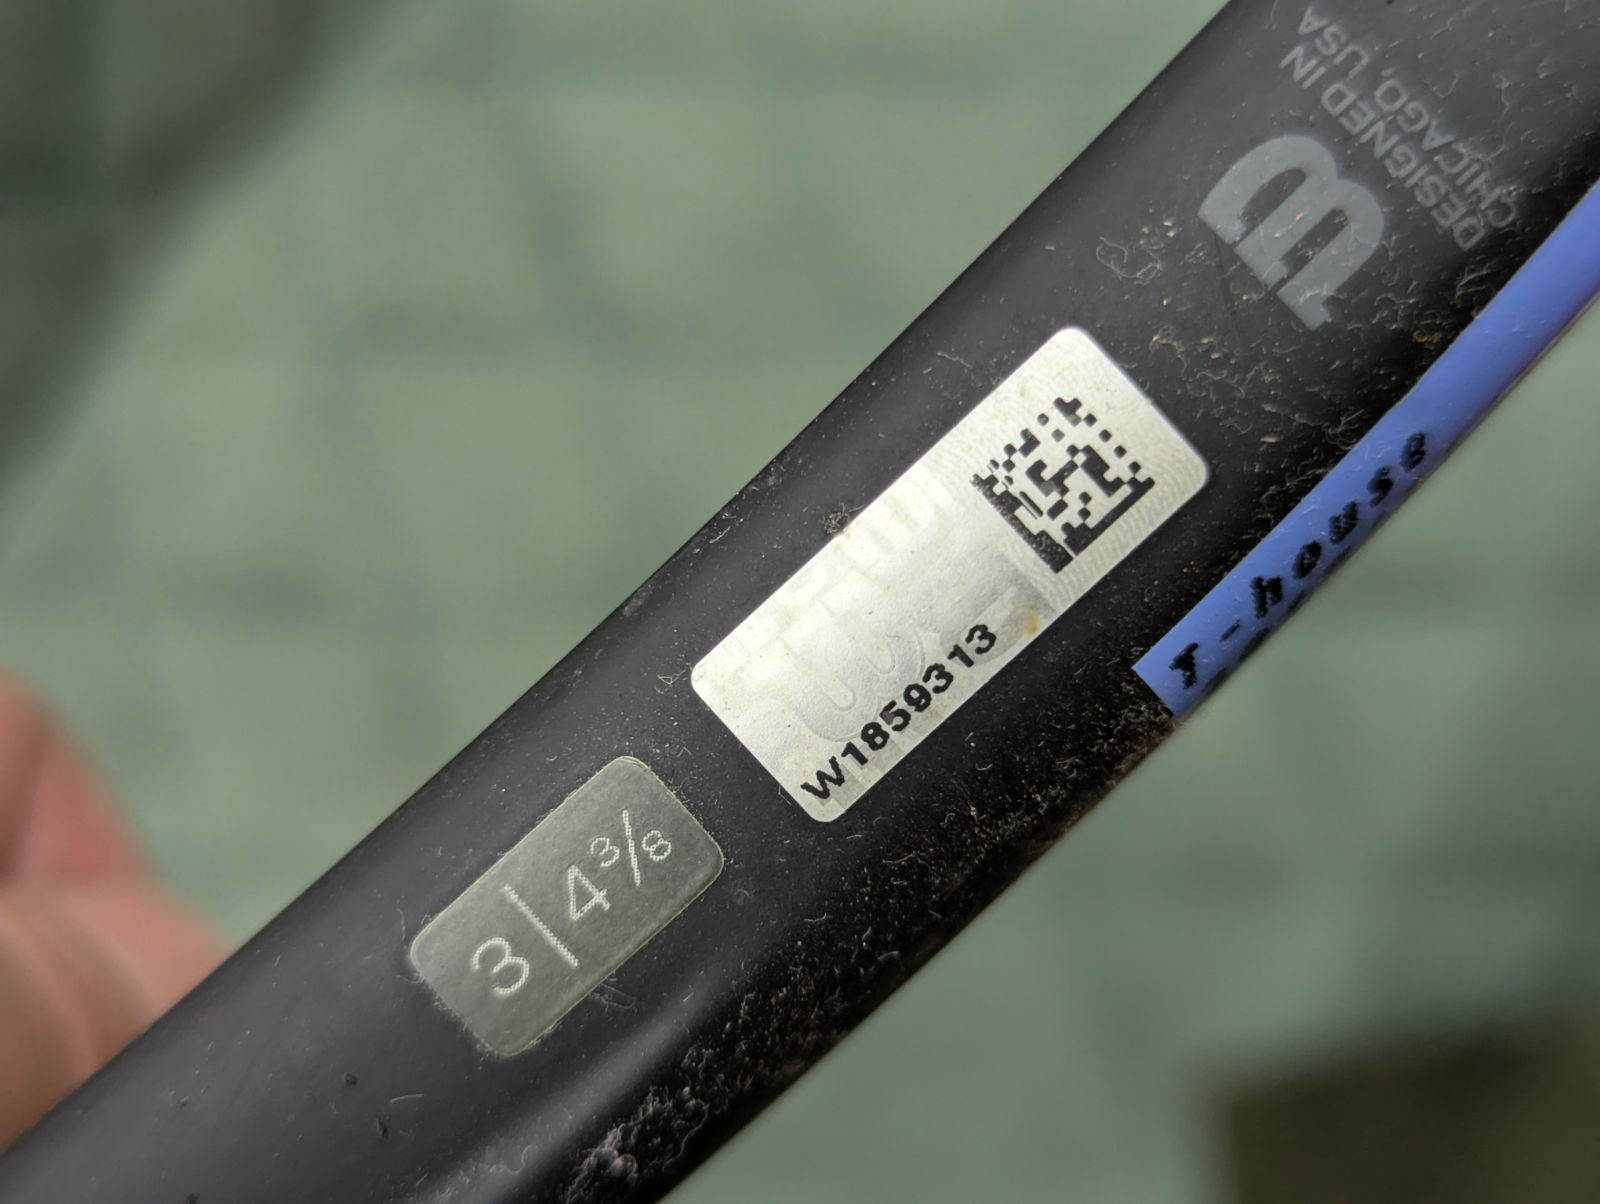 DESIGNED IN
CHICAGO, USA
W1859313
T-house
3 | 4 3/8